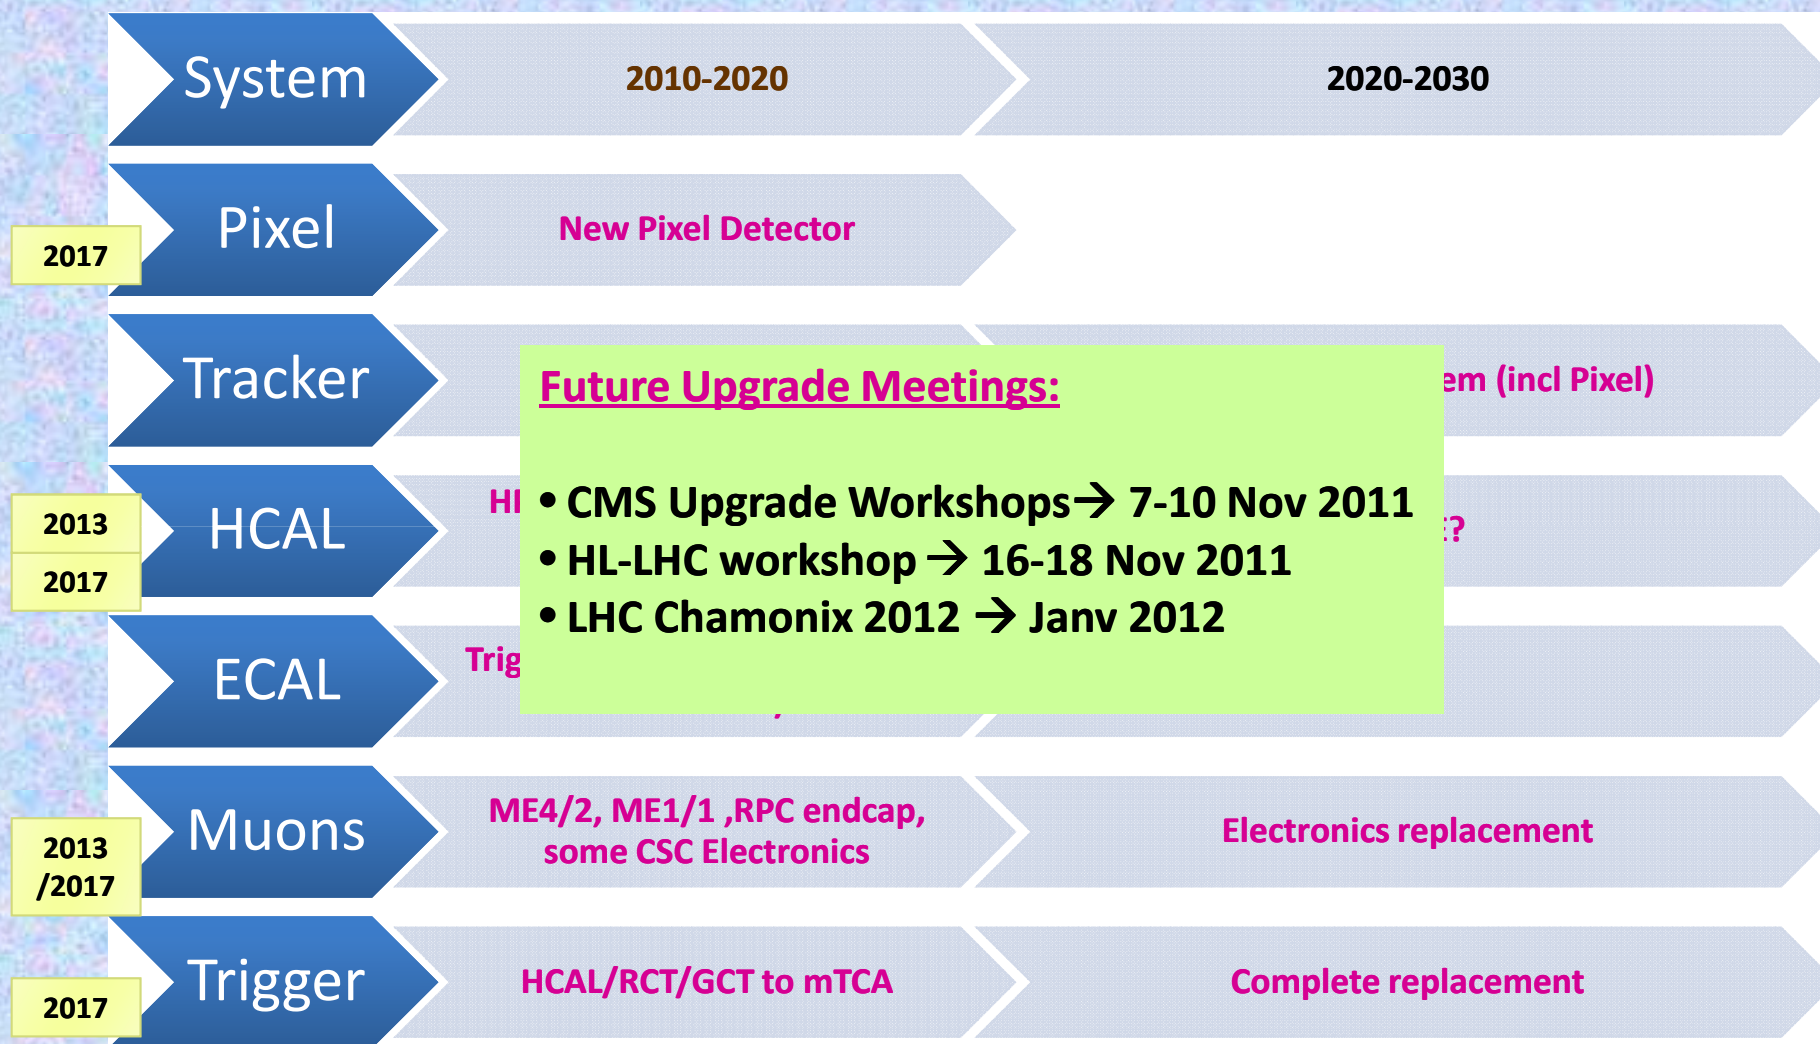 System
2010-2020
2020-2030
Pixel
2017
New Pixel Detector
Tracker
(incl Pixel)
Future Upgrade Meetings:
• CMS Upgrade Workshops→ 7-10 Nov 2011
• HL-LHC workshop → 16-18 Nov 2011
• LHC Chamonix 2012 → Janv 2012
HCAL
2013
2017
ECAL
Muons
2013
/2017
ME4/2, ME1/1 ,RPC endcap,
some CSC Electronics
Electronics replacement
Trigger
2017
HCAL/RCT/GCT to mTCA
Complete replacement